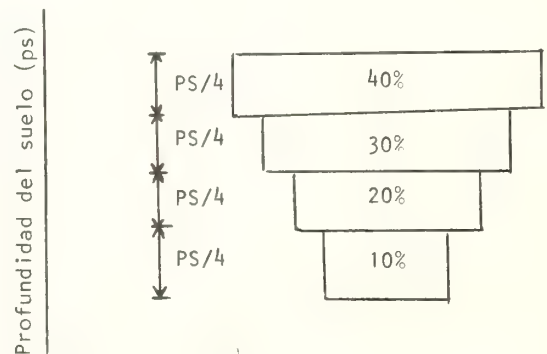 Profundidad del suelo (ps)
PS/4 40%
PS/4 30%
PS/4 20%
PS/4 10%